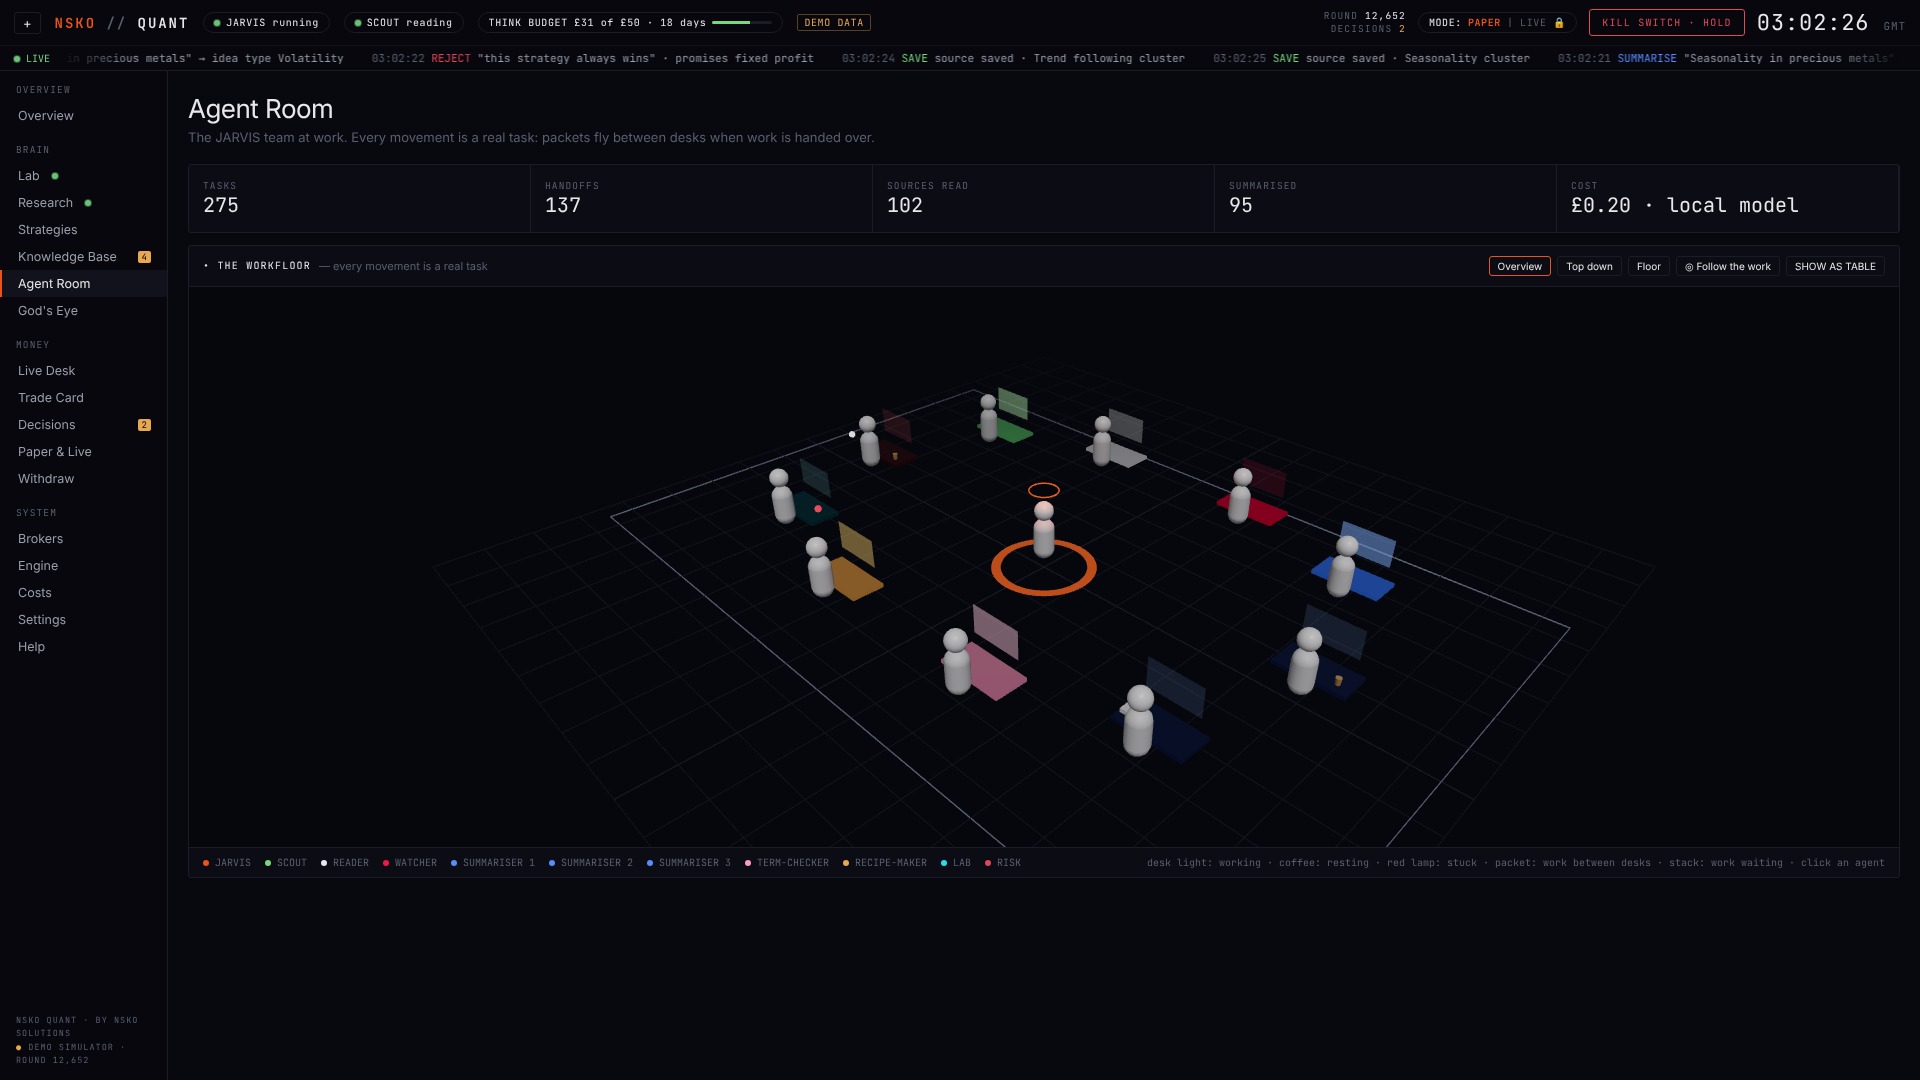 + NSKO // QUANT JARVIS running SCOUT reading THINK BUDGET £31 of £50 · 18 days DEMO DATA
ROUND 12,652
DECISIONS 2
MODE: PAPER | LIVE 🔒 KILL SWITCH · HOLD 03:02:26 GMT
LIVE in precious metals" → idea type Volatility 03:02:22 REJECT "this strategy always wins" · promises fixed profit 03:02:24 SAVE source saved · Trend following cluster 03:02:25 SAVE source saved · Seasonality cluster 03:02:21 SUMMARISE "Seasonality in precious metals"
OVERVIEW
Overview
BRAIN
Lab
Research
Strategies
Knowledge Base 4
Agent Room
God's Eye
MONEY
Live Desk
Trade Card
Decisions 2
Paper & Live
Withdraw
SYSTEM
Brokers
Engine
Costs
Settings
Help
NSKO QUANT · BY NSKO
SOLUTIONS
DEMO SIMULATOR ·
ROUND 12,652
Agent Room
The JARVIS team at work. Every movement is a real task: packets fly between desks when work is handed over.
TASKS
275
HANDOFFS
137
SOURCES READ
102
SUMMARISED
95
COST
£0.20 · local model
• THE WORKFLOOR — every movement is a real task
Overview Top down Floor ◎ Follow the work SHOW AS TABLE
JARVIS SCOUT READER WATCHER SUMMARISER 1 SUMMARISER 2 SUMMARISER 3 TERM-CHECKER RECIPE-MAKER LAB RISK
desk light: working · coffee: resting · red lamp: stuck · packet: work between desks · stack: work waiting · click an agent